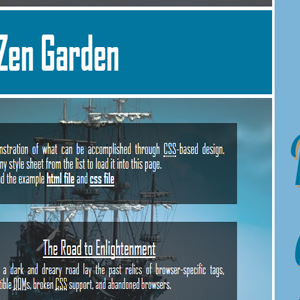 Zen Garden
nstration of what can be accomplished through CSS-based design.
ny style sheet from the list to load it into this page.
d the example html file and css file
The Road to Enlightenment
a dark and dreary road lay the past relics of browser-specific tags,
tible DOMs, broken CSS support, and abandoned browsers.